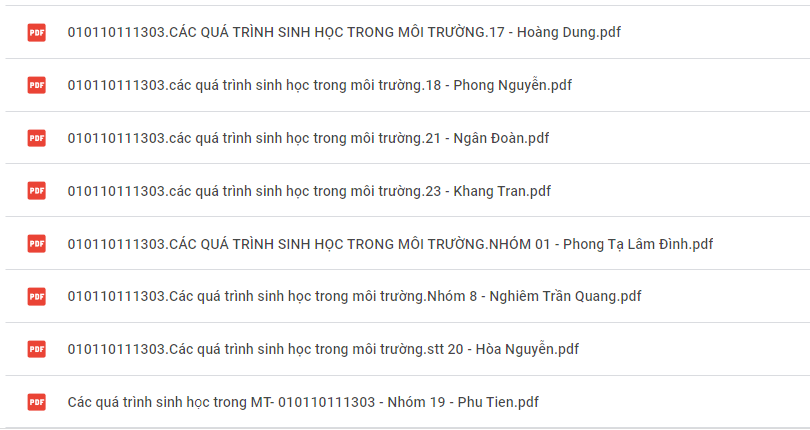 PDF 010110111303.CÁC QUÁ TRÌNH SINH HỌC TRONG MÔI TRƯỜNG.17 - Hoàng Dung.pdf
PDF 010110111303.các quá trình sinh học trong môi trường.18 - Phong Nguyễn.pdf
PDF 010110111303.các quá trình sinh học trong môi trường.21 - Ngân Đoàn.pdf
PDF 010110111303.các quá trình sinh học trong môi trường.23 - Khang Tran.pdf
PDF 010110111303.CÁC QUÁ TRÌNH SINH HỌC TRONG MÔI TRƯỜNG.NHÓM 01 - Phong Tạ Lâm Đình.pdf
PDF 010110111303.Các quá trình sinh học trong môi trường.Nhóm 8 - Nghiêm Trần Quang.pdf
PDF 010110111303.Các quá trình sinh học trong môi trường.stt 20 - Hòa Nguyễn.pdf
PDF Các quá trình sinh học trong MT- 010110111303 - Nhóm 19 - Phu Tien.pdf